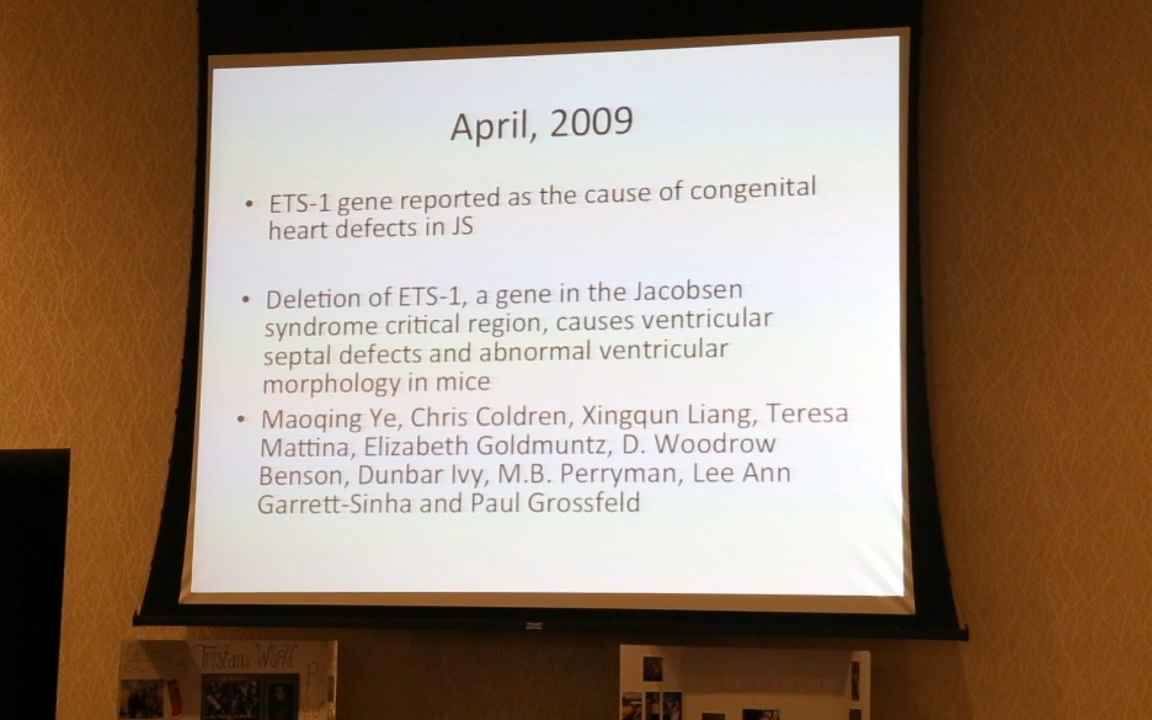 April, 2009
• ETS-1 gene reported as the cause of congenital
heart defects in JS
• Deletion of ETS-1, a gene in the Jacobsen
syndrome critical region, causes ventricular
septal defects and abnormal ventricular
morphology in mice
• Maoqing Ye, Chris Coldren, Xingqun Liang, Teresa
Mattina, Elizabeth Goldmuntz, D. Woodrow
Benson, Dunbar Ivy, M.B. Perryman, Lee Ann
Garrett-Sinha and Paul Grossfeld
Tristans World